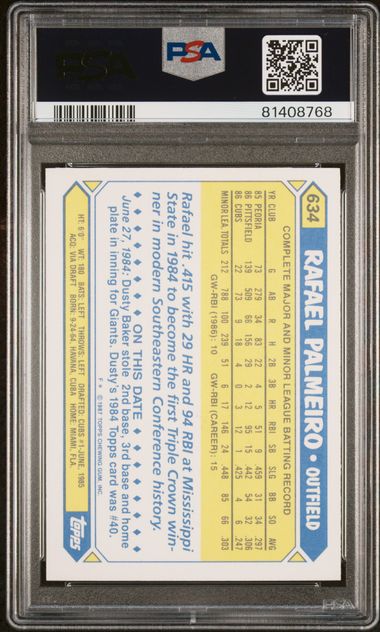 PSA
PSA
81408768
634
RAFAEL PALMEIRO • OUTFIELD
COMPLETE MAJOR AND MINOR LEAGUE BATTING RECORD
YR CLUB G AB R H 2B 3B HR RBI SB SLG BB SO AVG
85 PEORIA 73 279 34 83 22 4 5 51 9 459 31 34 .297
86 PITTSFIELD 139 509 66 156 29 2 12 95 15 442 54 32 .306
86 CUBS 22 73 9 18 4 0 3 12 1 425 4 6 .247
MINOR LEA. TOTALS 212 788 100 239 51 6 17 146 24 448 85 66 .303
GW-RBI (1986): 10 GW-RBI (CAREER): 15
Rafael hit .415 with 29 HR and 94 RBI at Mississippi
State in 1984 to become the first Triple Crown win-
ner in modern Southeastern Conference history.
♦ ♦ ♦ ♦ ♦ ♦ ON THIS DATE ♦ ♦ ♦ ♦ ♦ ♦
June 27, 1984: Dusty Baker stole 2nd base, 3rd base and home
plate in inning for Giants. Dusty's 1984 Topps card was #40.
F* © 1987 TOPPS CHEWING GUM, INC.
HT: 6'0" WT: 180 BATS: LEFT THROWS: LEFT DRAFTED: CUBS #1-JUNE, 1985
ACQ: VIA DRAFT BORN: 9-24-64, HAVANA, CUBA HOME: MIAMI, FLA.
TOPPS